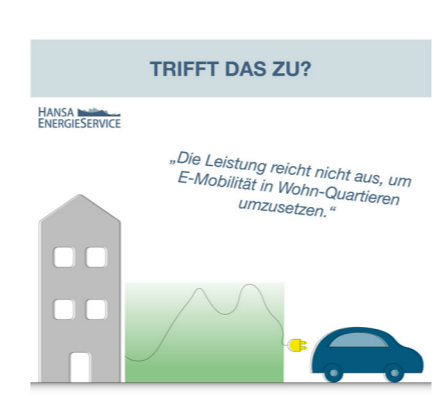 TRIFFT DAS ZU?
HANSA
ENERGIESERVICE
„Die Leistung reicht nicht aus, um
E-Mobilität in Wohn-Quartieren
umzusetzen.“